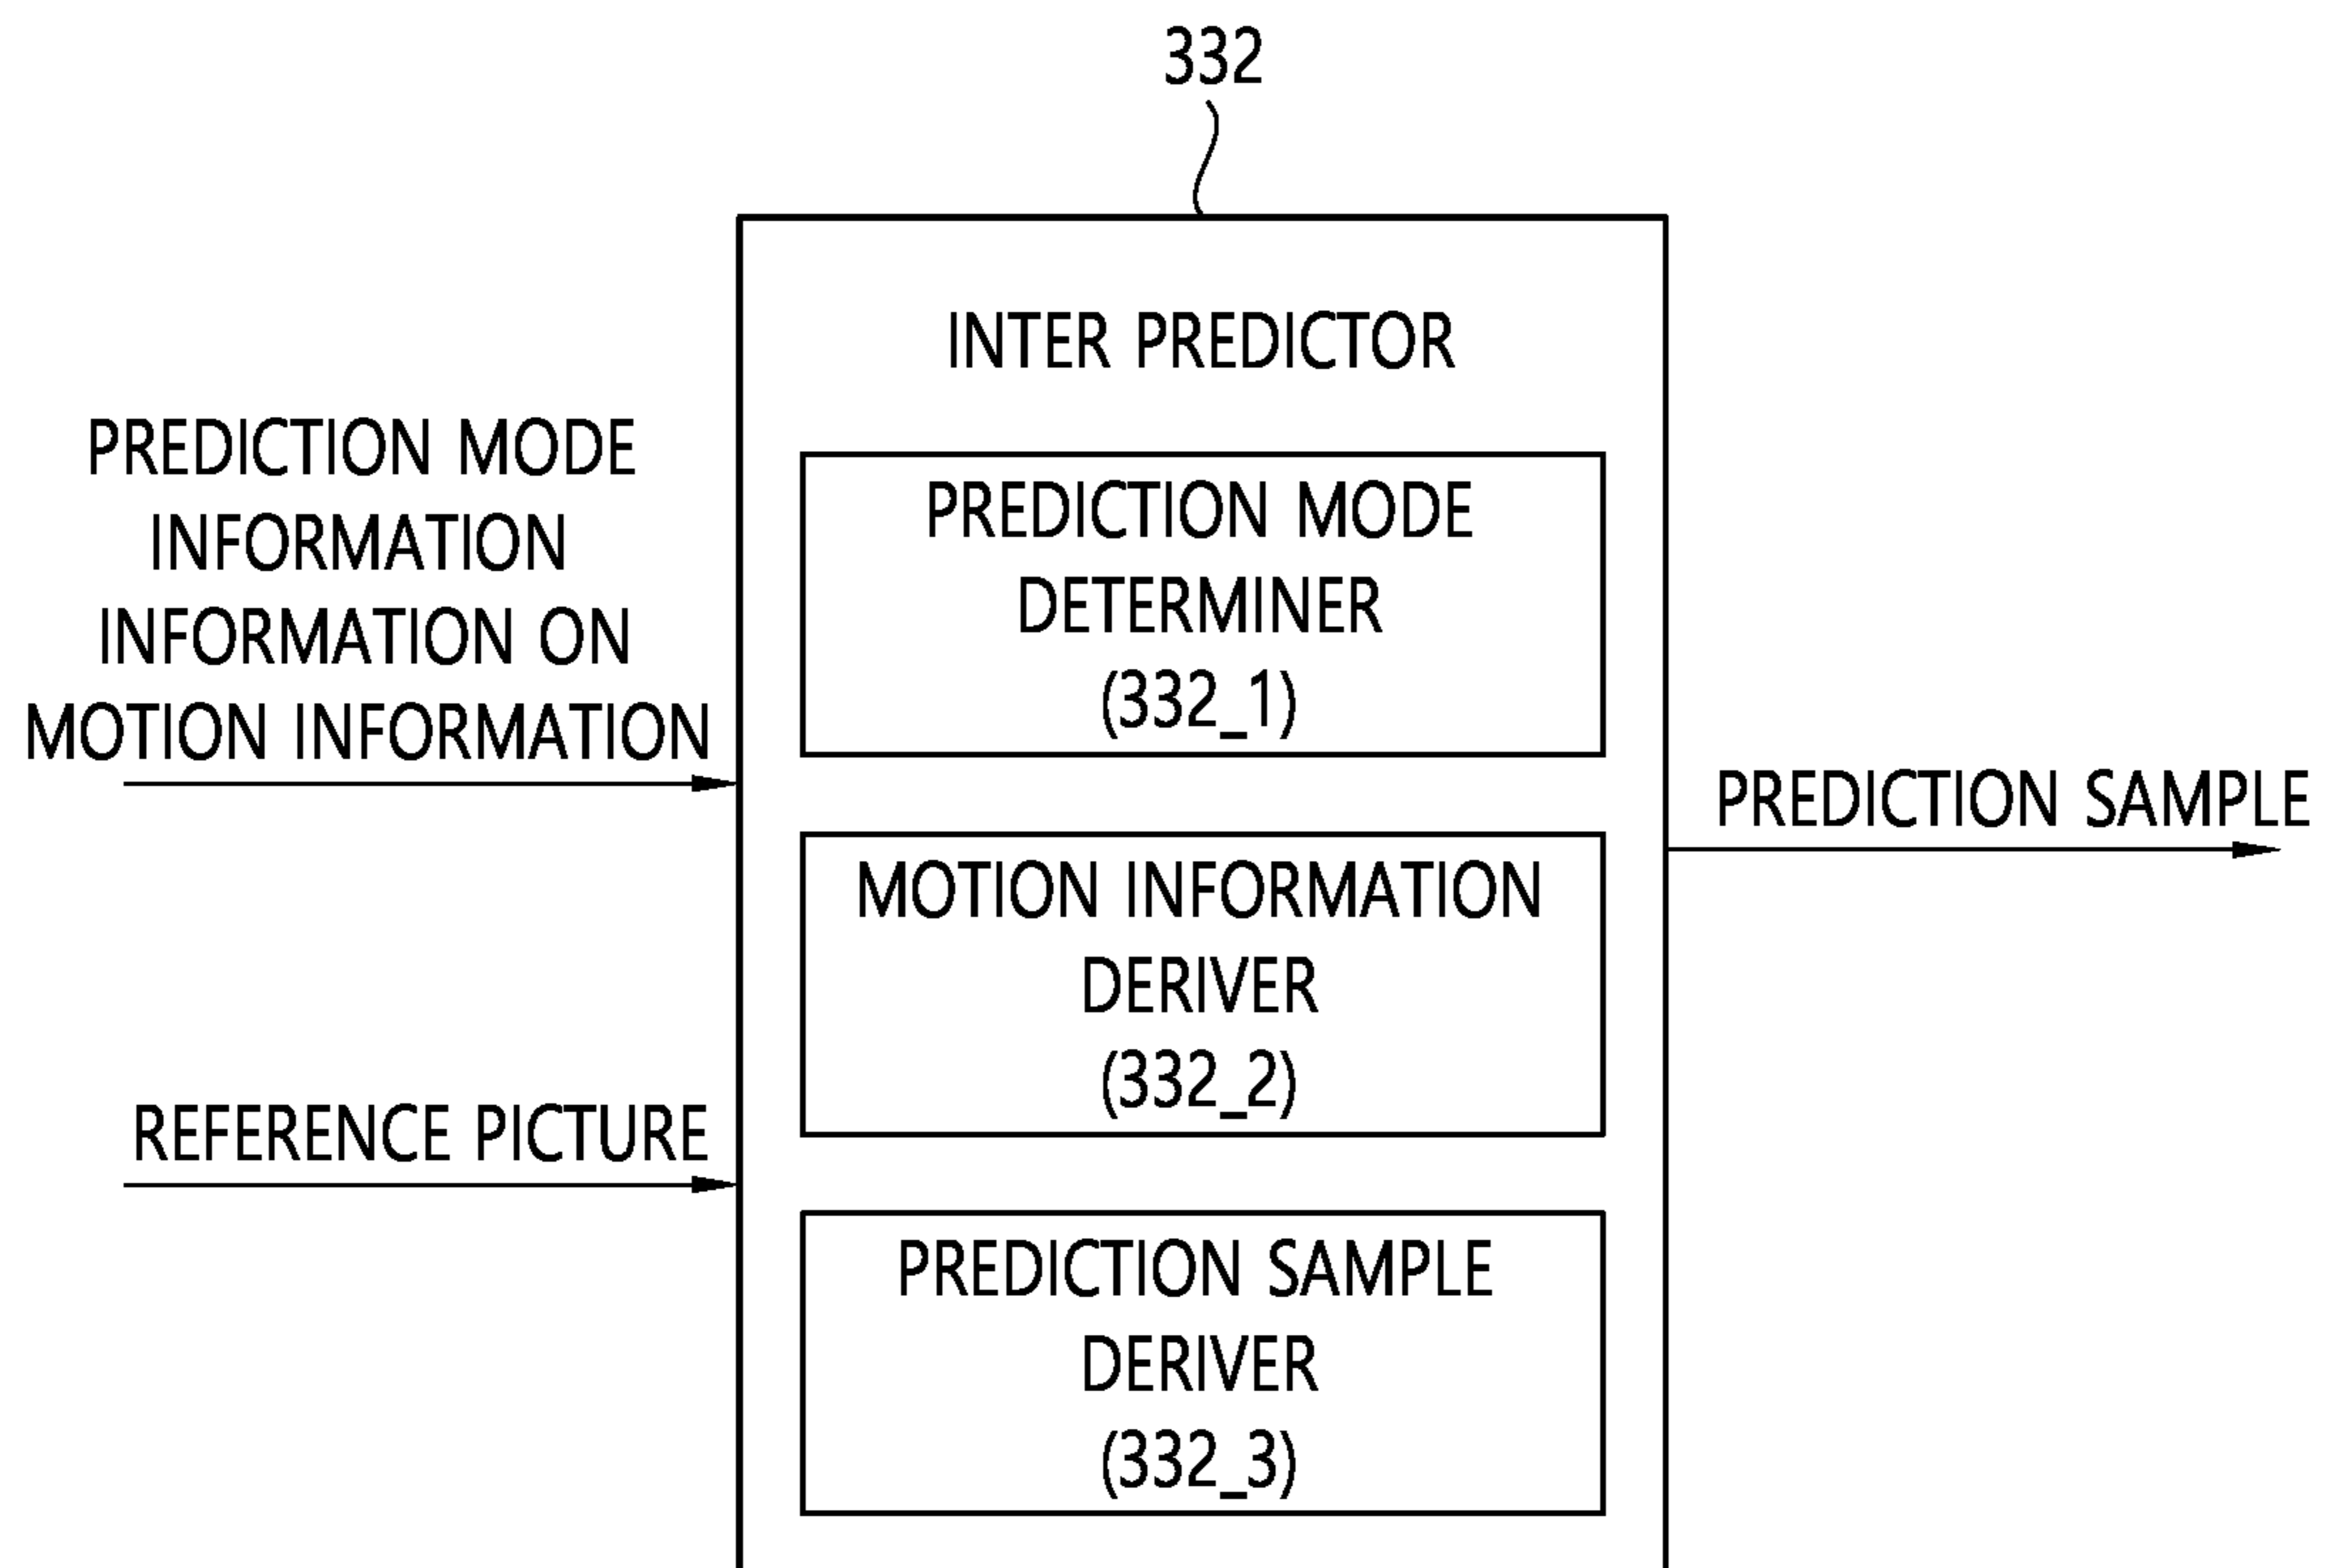 332
INTER PREDICTOR
PREDICTION MODE
INFORMATION
INFORMATION ON
MOTION INFORMATION
REFERENCE PICTURE
PREDICTION MODE
DETERMINER
(332_1)
MOTION INFORMATION
DERIVER
(332_2)
PREDICTION SAMPLE
DERIVER
(332_3)
PREDICTION SAMPLE